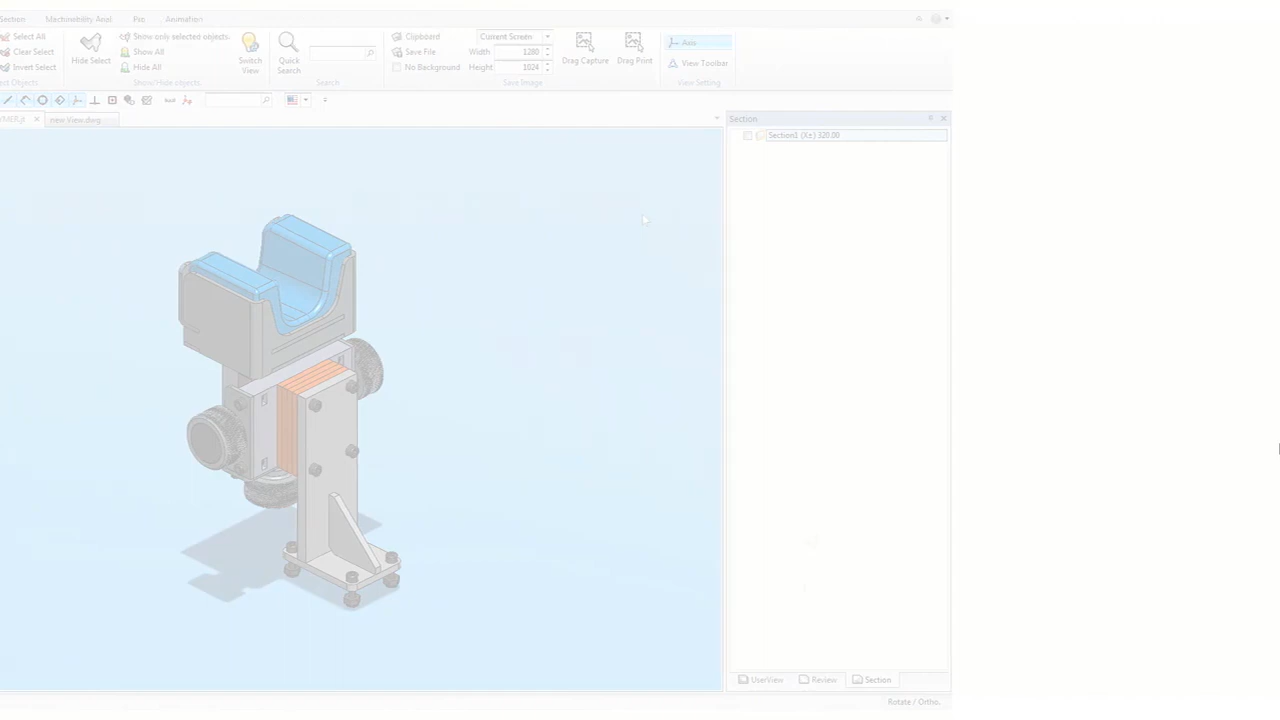 Section Machinability Anal Pro Animation
Select All
Clear Select
Invert Select
Hide Select
Show only selected objects.
Show All
Hide All
Show/Hide objects.
Switch
View
Quick
Search
Search
Clipboard
Save File
No Background
Current Screen
Width 1280
Height 1024
Save Image
Drag Capture
Drag Print
Axis
View Toolbar
View Setting
new View.dwg
Section
Section1 (X±) 320.00
UserView Review Section
Rotate / Ortho.